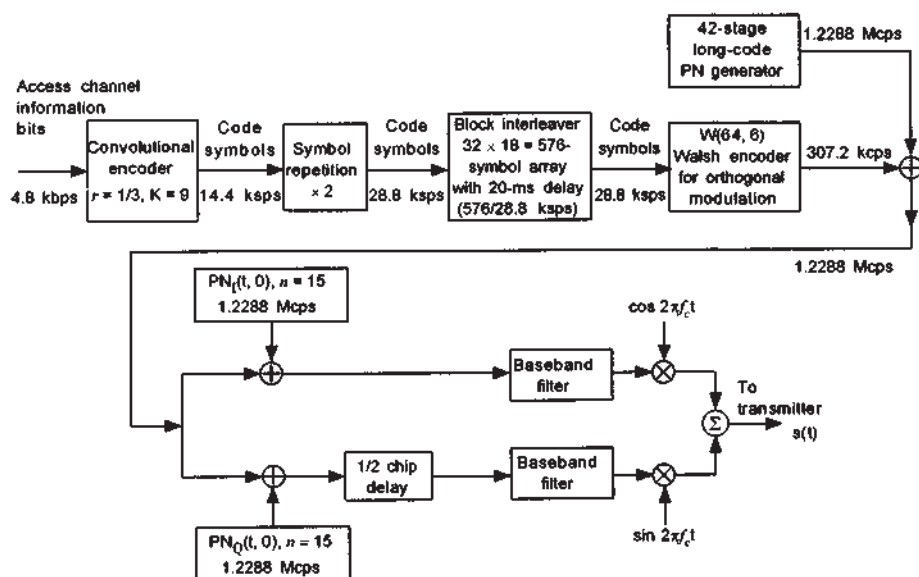 42-stage
long-code
PN generator
1.2288 Mcps
Access channel
information
bits
4.8 kbps
Convolutional
encoder
r = 1/3, K = 9
Code
symbols
14.4 ksps
Symbol
repetition
× 2
Code
symbols
28.8 ksps
Block interleaver
32 × 18 = 576-
symbol array
with 20-ms delay
(576/28.8 ksps)
Code
symbols
28.8 ksps
W(64, 6)
Walsh encoder
for orthogonal
modulation
307.2 kcps
1.2288 Mcps
PN_I(t, 0), n = 15
1.2288 Mcps
cos 2πf_c t
Baseband
filter
To
transmitter
s(t)
Σ
1/2 chip
delay
Baseband
filter
PN_Q(t, 0), n = 15
1.2288 Mcps
sin 2πf_c t